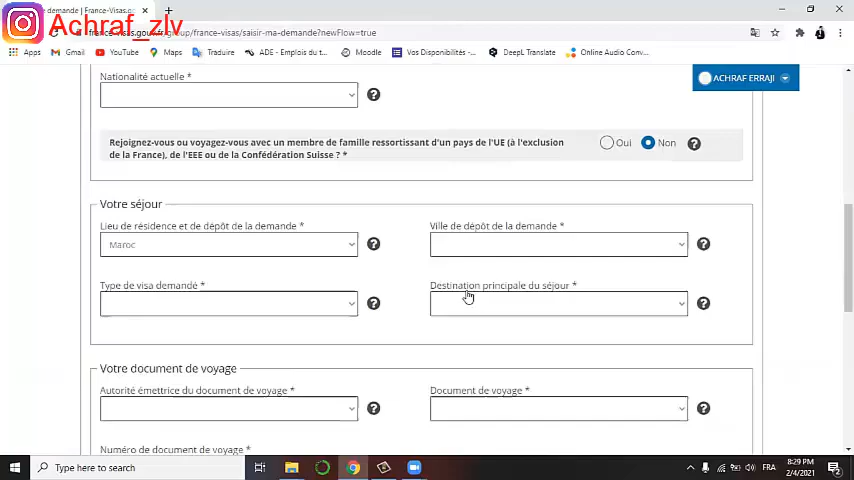 e demande | France-Visas.go
Achraf_zlv
france-visas.gouv.fr/group/france-visas/saisir-ma-demande?newFlow=true
Apps
Gmail
YouTube
Maps
Traduire
ADE - Emplois du t...
Moodle
Vos Disponibilités -...
DeepL Translate
Online Audio Conv...
ACHRAF ERRAJI
Nationalité actuelle *
Rejoignez-vous ou voyagez-vous avec un membre de famille ressortissant d'un pays de l'UE (à l'exclusion
de la France), de l'EEE ou de la Confédération Suisse ? *
Oui
Non
Votre séjour
Lieu de résidence et de dépôt de la demande *
Ville de dépôt de la demande *
Maroc
Type de visa demandé *
Destination principale du séjour *
Votre document de voyage
Autorité émettrice du document de voyage *
Document de voyage *
Numéro de document de voyage *
Type here to search
FRA
8:29 PM
2/4/2021
2